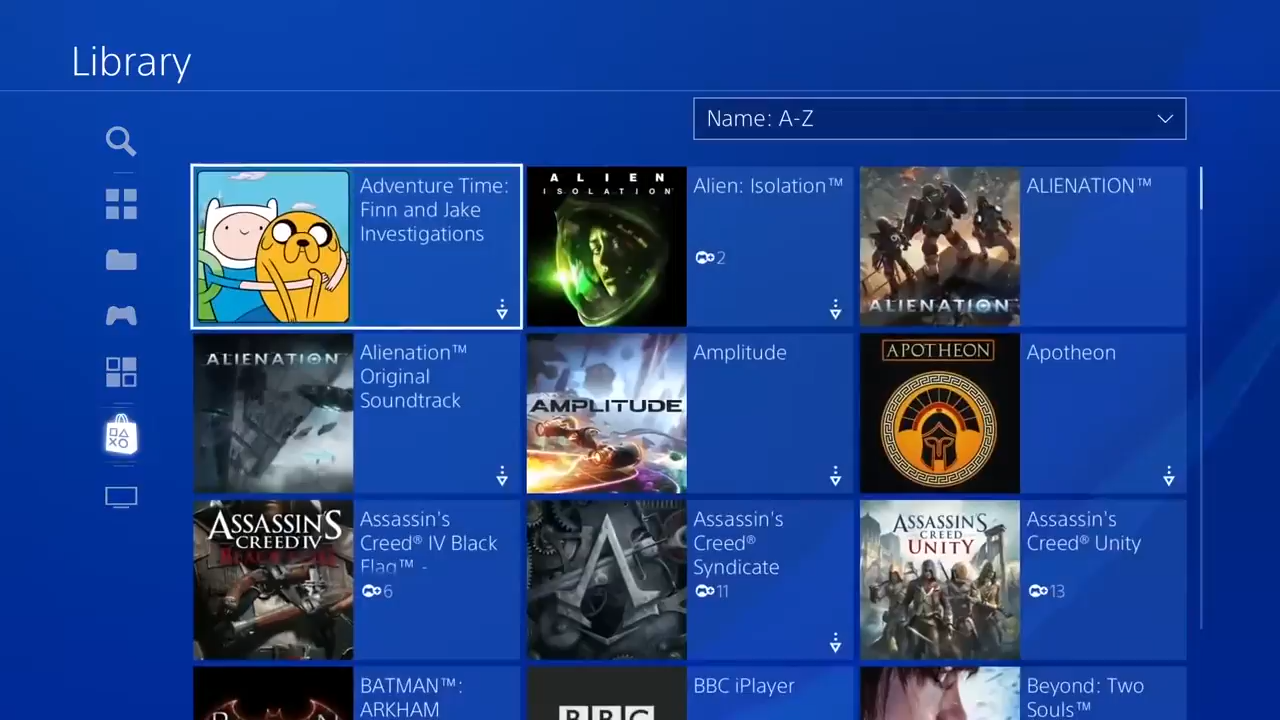 Library
Name: A-Z
Adventure Time:
Finn and Jake
Investigations
ALIEN
ISOLATION
Alien: Isolation™
2
ALIENATION
ALIENATION™
ALIENATION
Alienation™
Original
Soundtrack
AMPLITUDE
Amplitude
APOTHEON
Apotheon
ASSASSIN'S
CREED IV
Assassin's
Creed® IV Black
Flag™ -
6
Assassin's
Creed®
Syndicate
11
ASSASSIN'S
CREED
UNITY
Assassin's
Creed® Unity
13
BATMAN™:
ARKHAM
BBC
BBC iPlayer
Beyond: Two
Souls™